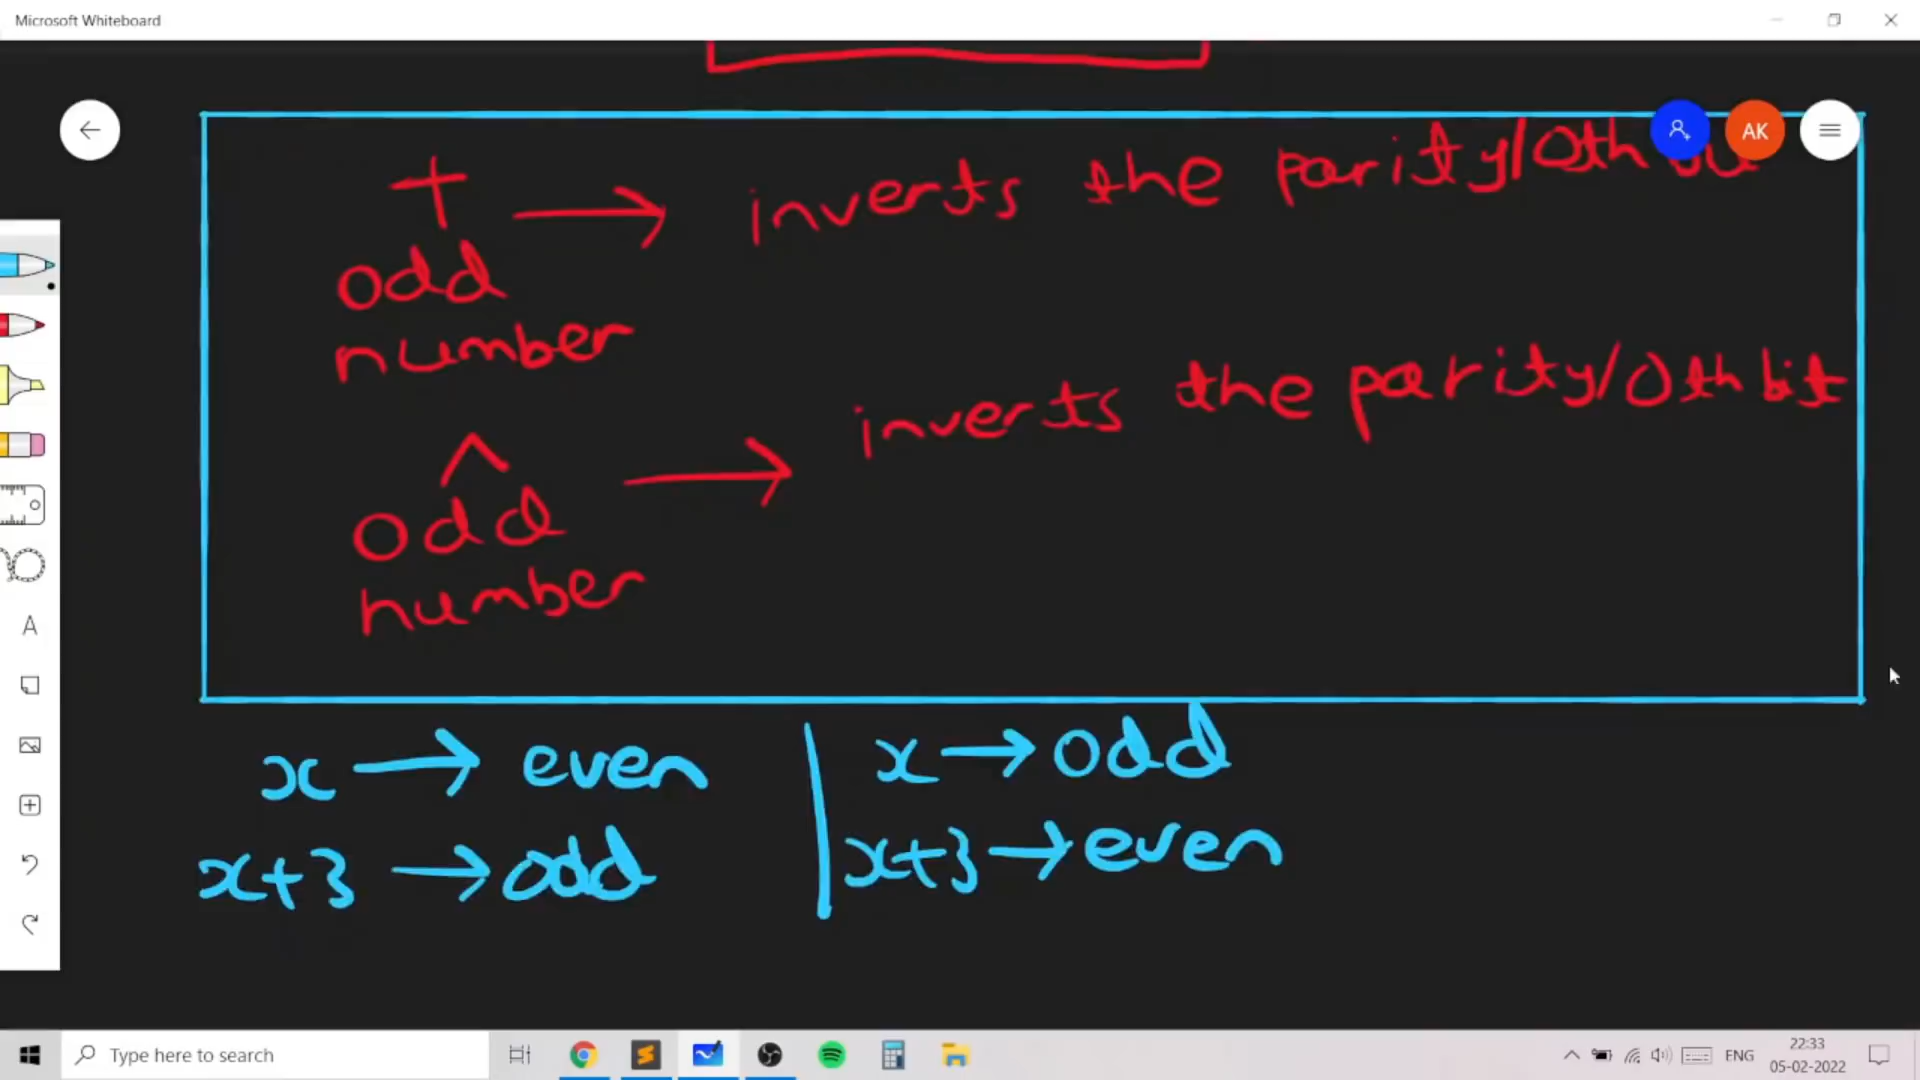 Microsoft Whiteboard
+ → inverts the parity/0th
odd
number
AK
^ → inverts the parity/0th bit
odd
number
x → even
x+3 → odd
x → odd
x+3 → even
A
Type here to search
ENG
22:33
05-02-2022